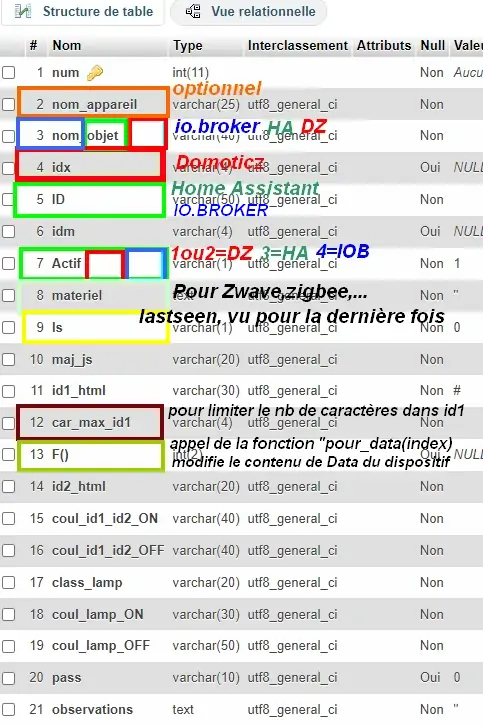 Structure de table Vue relationnelle
# Nom Type Interclassement Attributs Null Valeu
1 num int(11) Non Aucu
optionnel
2 nom_appareil varchar(25) utf8_general_ci Non
io.broker HA DZ
3 nom_objet varchar(40) utf8_general_ci Non
Domoticz
4 idx varchar(4) utf8_general_ci Oui NULL
Home Assistant
5 ID varchar(50) utf8_general_ci Non
IO.BROKER
6 idm varchar(4) utf8_general_ci Oui NULL
1ou2=DZ 3=HA 4=IOB
7 Actif varchar(1) utf8_general_ci Non 1
Pour Zwave zigbee,...
8 materiel text utf8_general_ci Non "
lastseen, vu pour la dernière fois
9 ls varchar(1) utf8_general_ci Non 0
10 maj_js varchar(20) utf8_general_ci Non
11 id1_html varchar(30) utf8_general_ci Non #
pour limiter le nb de caractères dans id1
12 car_max_id1 varchar(4) utf8_general_ci Non
appel de la fonction "pour_data(index)
13 F() int(2) Oui NULL
modifie le contenu de Data du dispositif
14 id2_html varchar(20) utf8_general_ci Non
15 coul_id1_id2_ON varchar(40) utf8_general_ci Non
16 coul_id1_id2_OFF varchar(40) utf8_general_ci Non
17 class_lamp varchar(20) utf8_general_ci Non
18 coul_lamp_ON varchar(30) utf8_general_ci Non
19 coul_lamp_OFF varchar(50) utf8_general_ci Non
20 pass varchar(10) utf8_general_ci Oui 0
21 observations text utf8_general_ci Non "